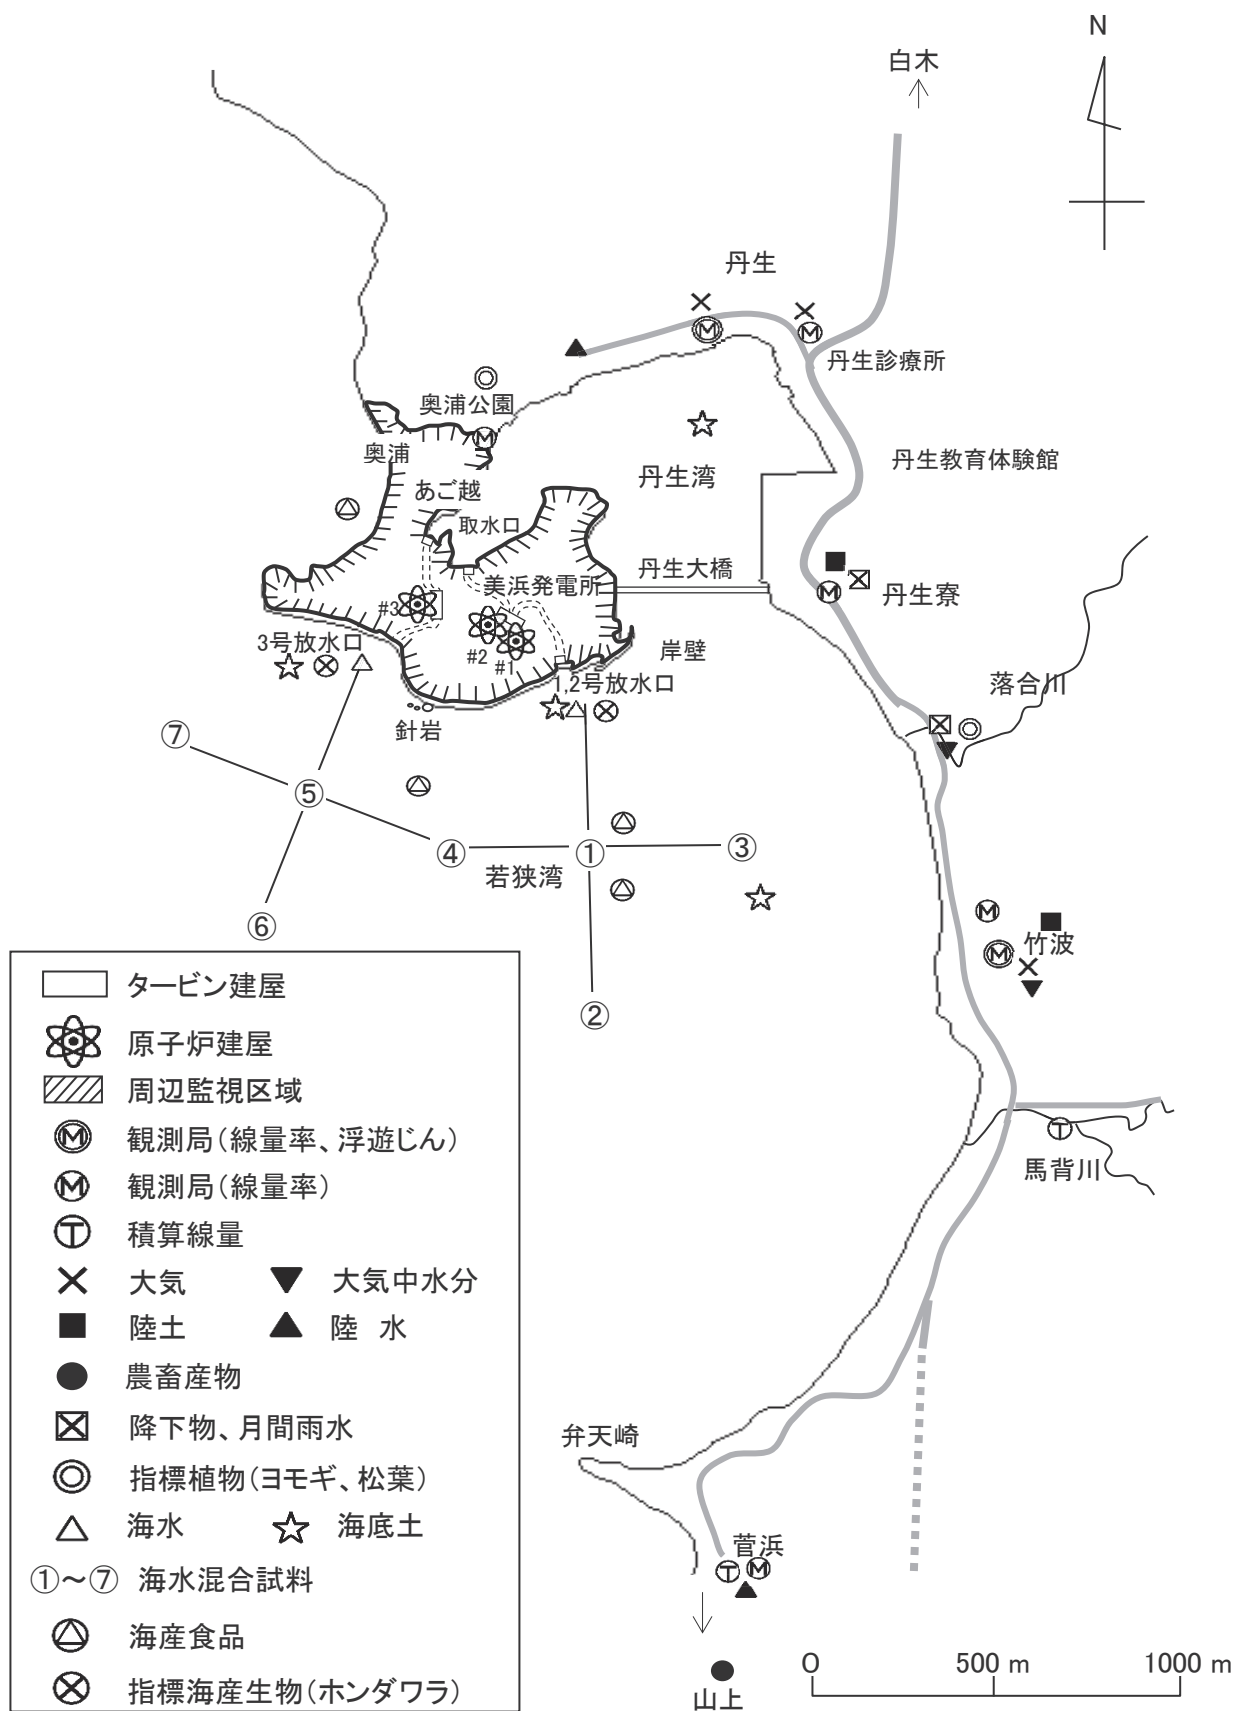 N
白木
丹生
丹生診療所
奥浦公園
奥浦
丹生教育体験館
丹生湾
あご越
取水口
丹生大橋
美浜発電所
丹生寮
#3
#2
#1
3号放水口
岸壁
1,2号放水口
落合川
針岩
⑦
⑤
④
①
③
若狭湾
⑥
②
竹波
馬背川
弁天崎
菅浜
山上
タービン建屋
原子炉建屋
周辺監視区域
M 観測局(線量率、浮遊じん)
M 観測局(線量率)
T 積算線量
大気 大気中水分
陸土 陸 水
農畜産物
降下物、月間雨水
指標植物(ヨモギ、松葉)
海水 海底土
①～⑦ 海水混合試料
海産食品
指標海産生物(ホンダワラ)
O 500 m 1000 m